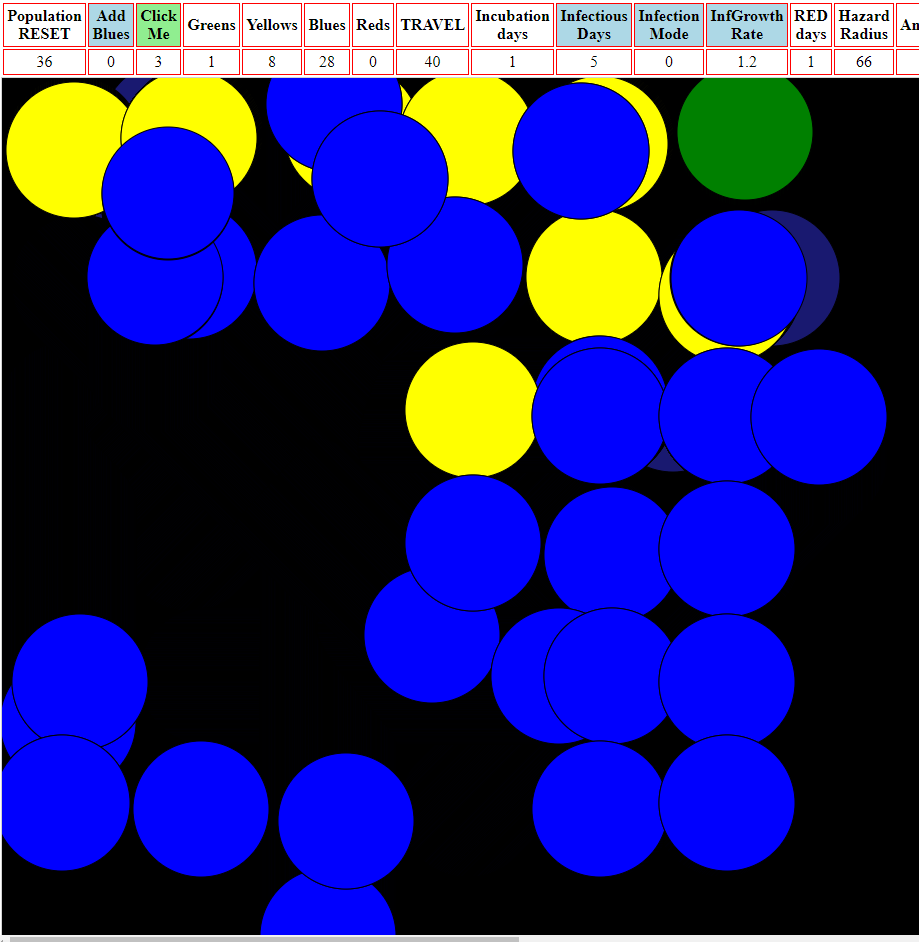 Population RESET Add Blues Click Me Greens Yellows Blues Reds TRAVEL Incubation days Infectious Days Infection Mode InfGrowth Rate RED days Hazard Radius
36 0 3 1 8 28 0 40 1 5 0 1.2 1 66